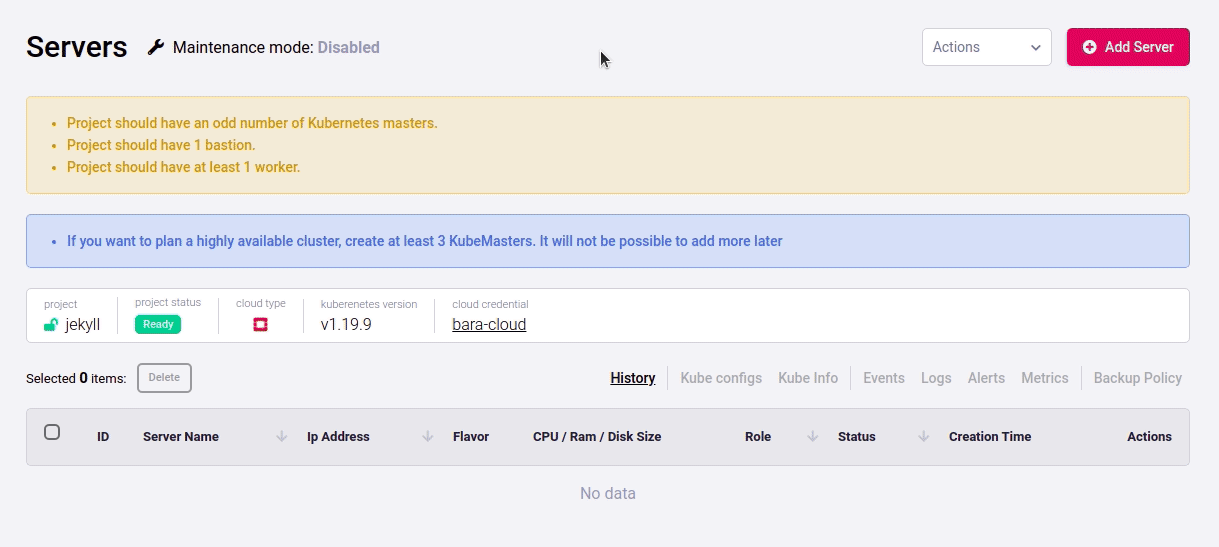 Servers Maintenance mode: Disabled Actions Add Server
Project should have an odd number of Kubernetes masters.
Project should have 1 bastion.
Project should have at least 1 worker.
If you want to plan a highly available cluster, create at least 3 KubeMasters. It will not be possible to add more later
project project status cloud type kuberenetes version cloud credential
jekyll Ready v1.19.9 bara-cloud
Selected 0 items: Delete History Kube configs Kube Info Events Logs Alerts Metrics Backup Policy
ID Server Name Ip Address Flavor CPU / Ram / Disk Size Role Status Creation Time Actions
No data